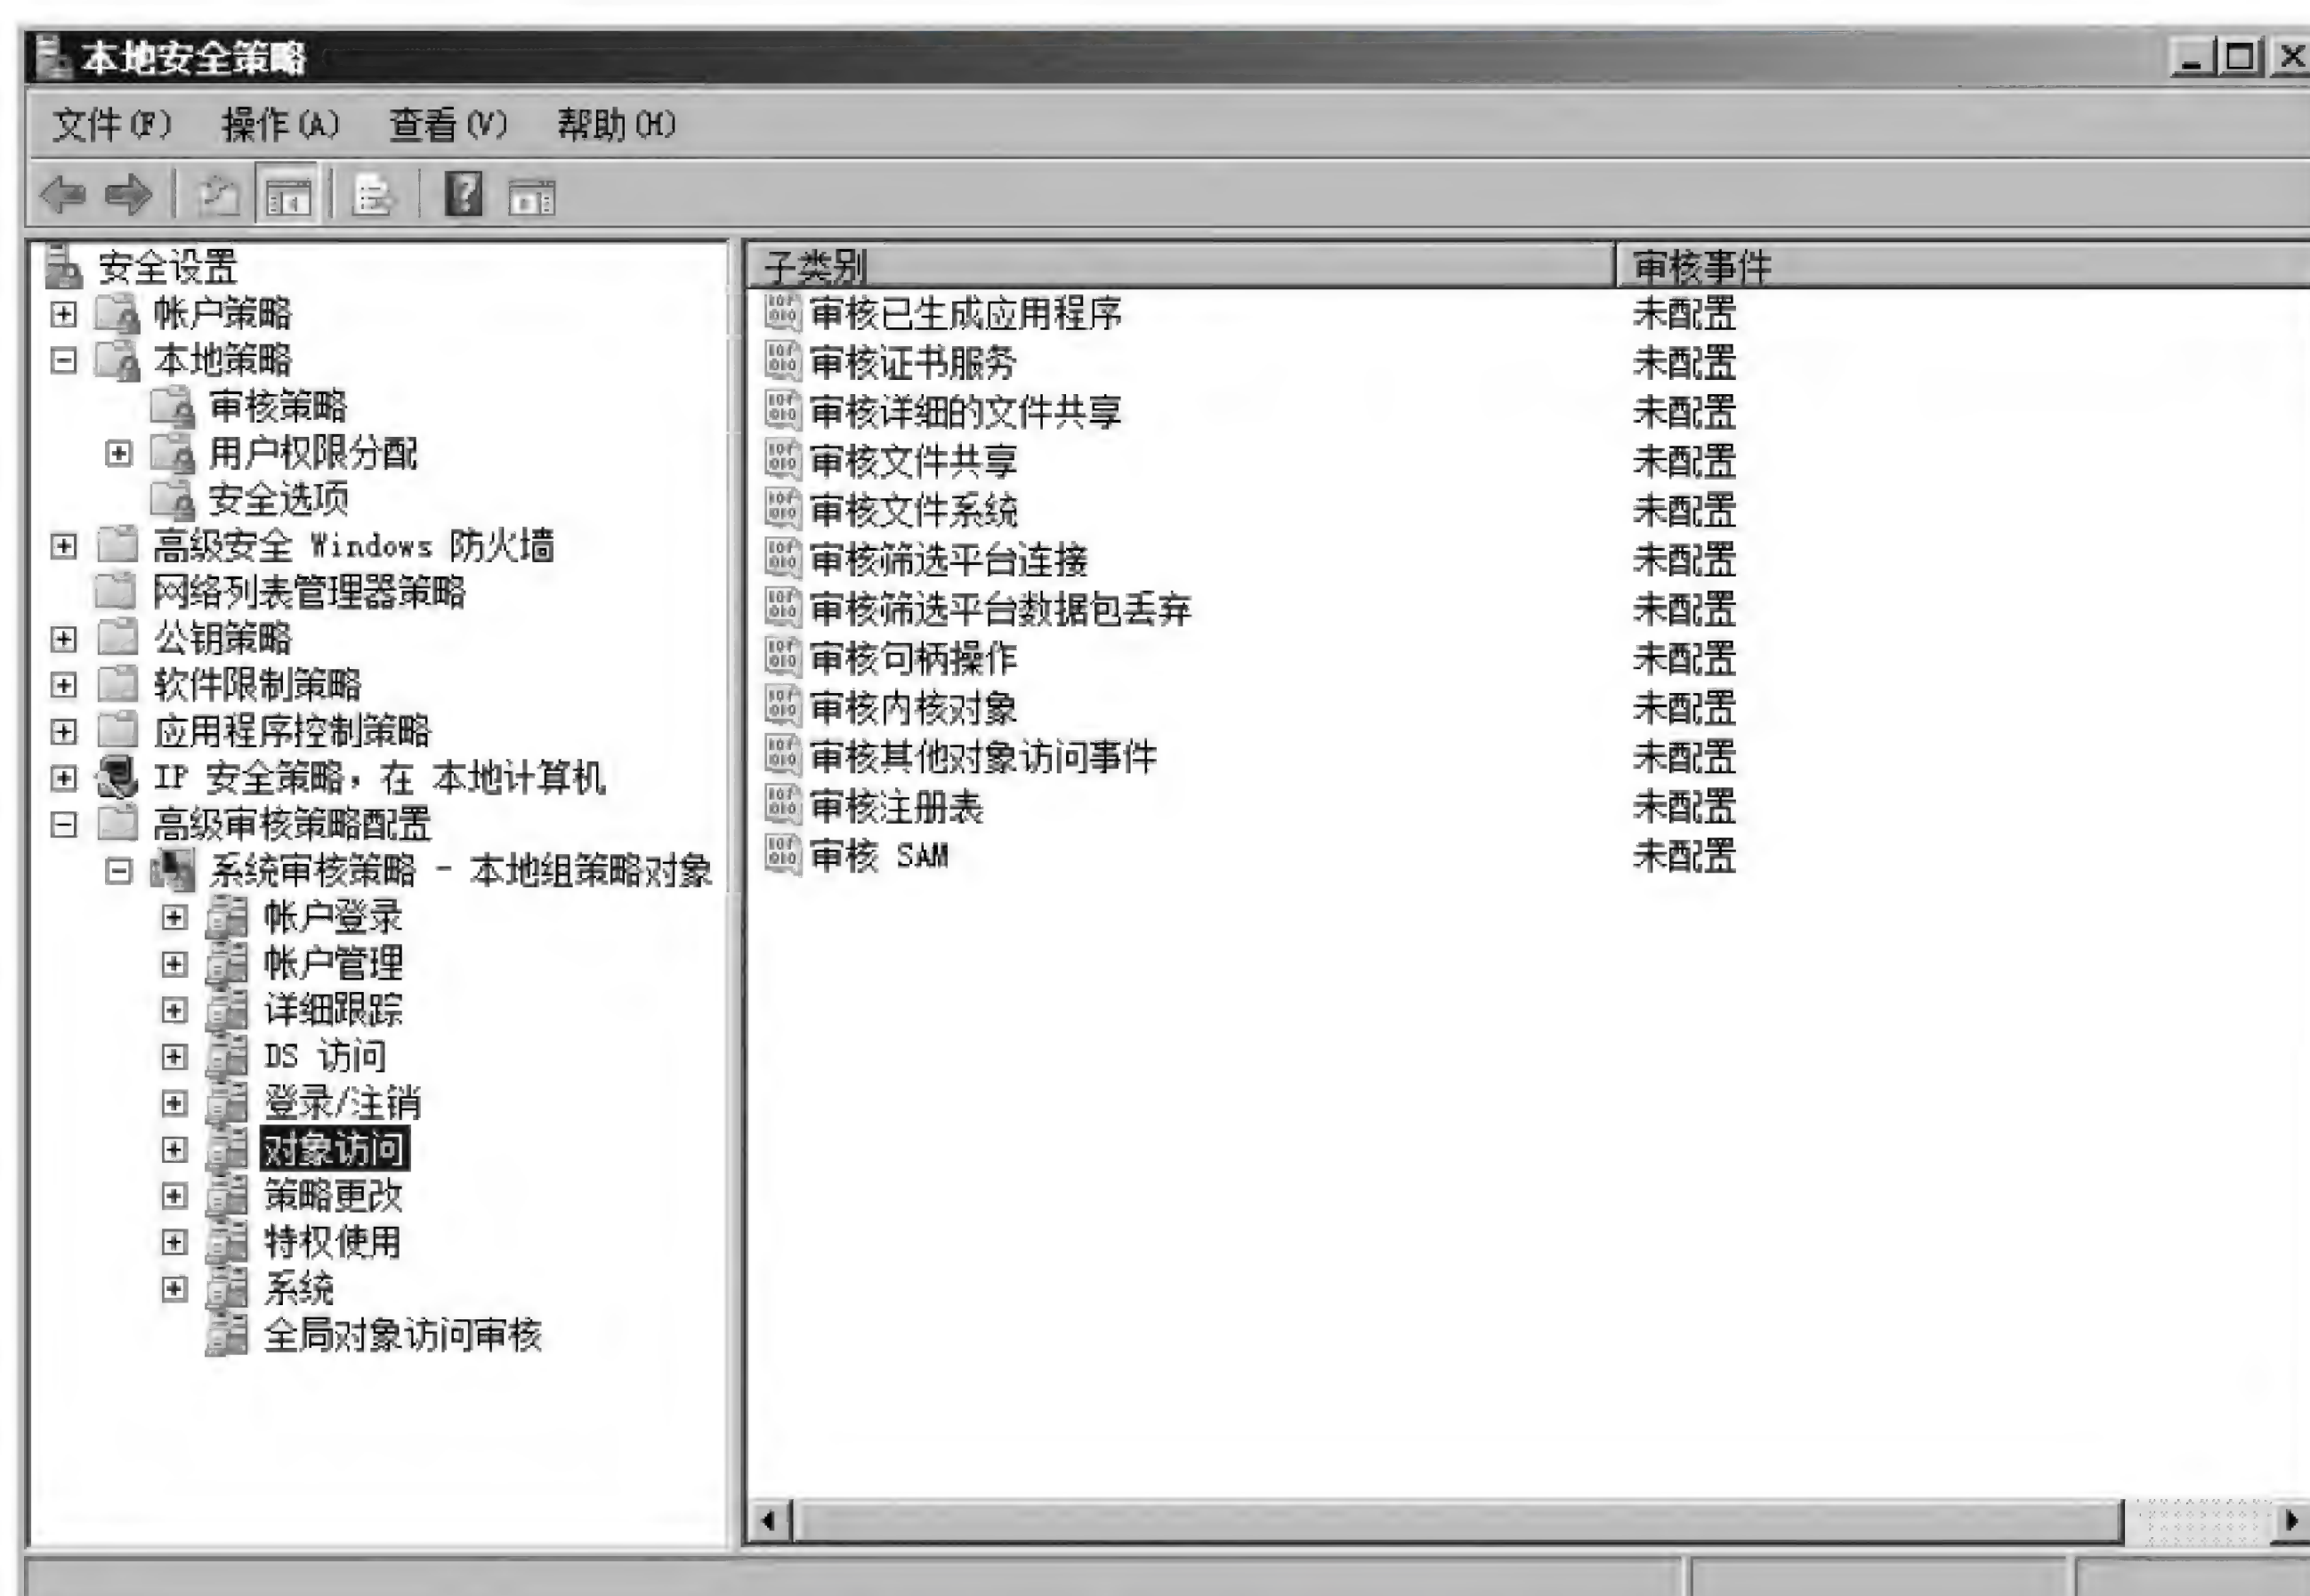 本地安全策略
文件(F) 操作(A) 查看(V) 帮助(H)
安全设置
帐户策略
本地策略
审核策略
用户权限分配
安全选项
高级安全 Windows 防火墙
网络列表管理器策略
公钥策略
软件限制策略
应用程序控制策略
IP 安全策略，在 本地计算机
高级审核策略配置
系统审核策略 - 本地组策略对象
帐户登录
帐户管理
详细跟踪
DS 访问
登录/注销
对象访问
策略更改
特权使用
系统
全局对象访问审核
子类别 审核事件
审核已生成应用程序 未配置
审核证书服务 未配置
审核详细的文件共享 未配置
审核文件共享 未配置
审核文件系统 未配置
审核筛选平台连接 未配置
审核筛选平台数据包丢弃 未配置
审核句柄操作 未配置
审核内核对象 未配置
审核其他对象访问事件 未配置
审核注册表 未配置
审核 SAM 未配置